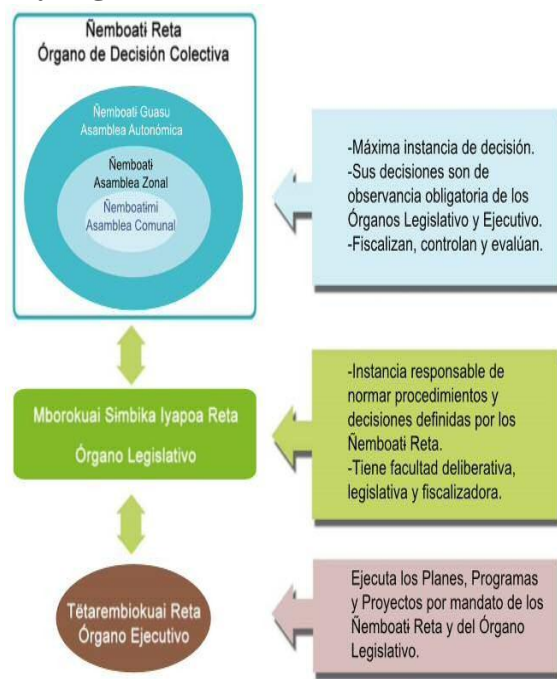 Ñemboati Reta
Órgano de Decisión Colectiva
Ñemboati Guasu
Asamblea Autonómica
Ñemboati
Asamblea Zonal
Ñemboatimi
Asamblea Comunal
-Máxima instancia de decisión.
-Sus decisiones son de
observancia obligatoria de los
Órganos Legislativo y Ejecutivo.
-Fiscalizan, controlan y evalúan.
Mborokuai Simbika Iyapoa Reta
Órgano Legislativo
-Instancia responsable de
normar procedimientos y
decisiones definidas por los
Ñemboatɨ Reta.
-Tiene facultad deliberativa,
legislativa y fiscalizadora.
Tëtarembiokuai Reta
Órgano Ejecutivo
Ejecuta los Planes, Programas
y Proyectos por mandato de los
Ñemboatɨ Reta y del Órgano
Legislativo.